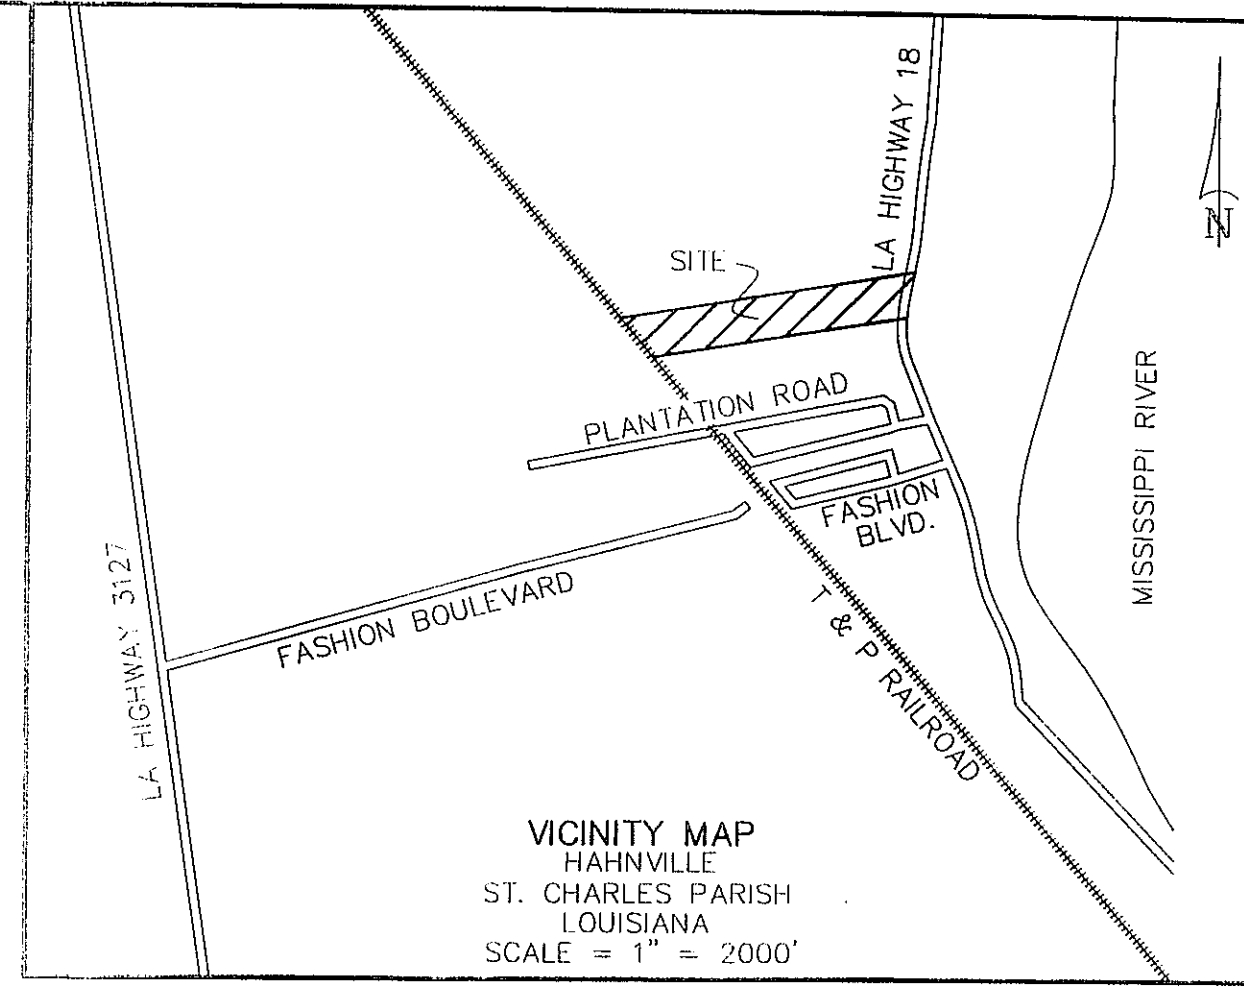 LA HIGHWAY 18
N
SITE
MISSISSIPPI RIVER
PLANTATION ROAD
FASHION
BLVD.
LA HIGHWAY 3127
FASHION BOULEVARD
T & P RAILROAD
VICINITY MAP
HAHNVILLE
ST. CHARLES PARISH
LOUISIANA
SCALE = 1" = 2000'